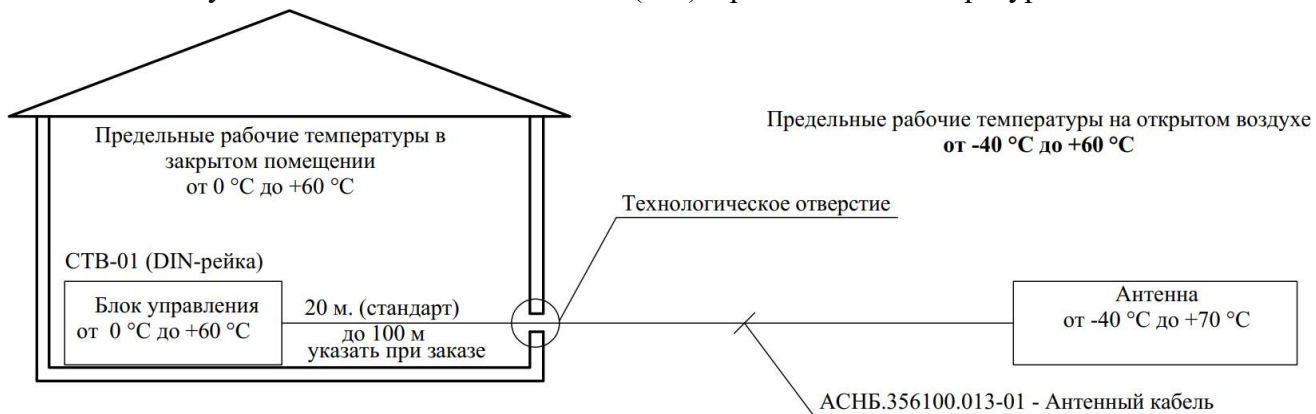 Предельные рабочие температуры в
закрытом помещении
от 0 °C до +60 °C
Предельные рабочие температуры на открытом воздухе
от -40 °C до +60 °C
Технологическое отверстие
СТВ-01 (DIN-рейка)
Блок управления
от 0 °C до +60 °C
20 м. (стандарт)
до 100 м
указать при заказе
Антенна
от -40 °C до +70 °C
АСНБ.356100.013-01 - Антенный кабель